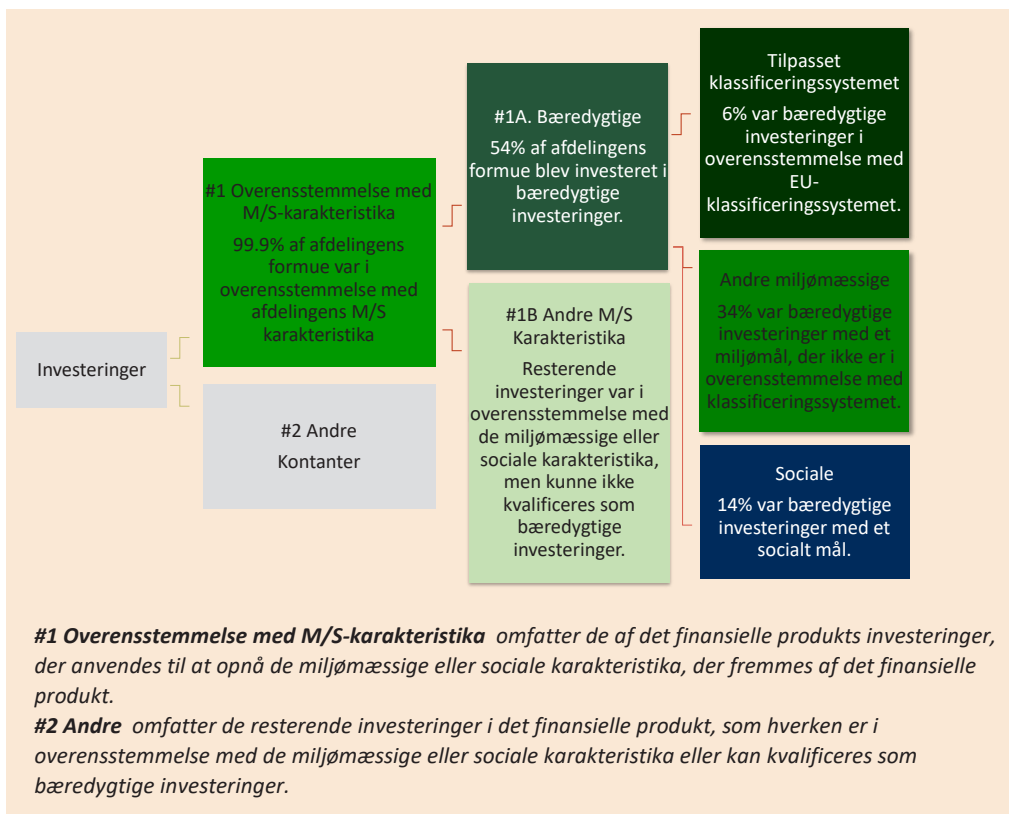 Investeringer
#1 Overensstemmelse med
M/S-karakteristika
99.9% af afdelingens
formue var i
overensstemmelse med
afdelingens M/S
karakteristika
#2 Andre
Kontanter
#1A. Bæredygtige
54% af afdelingens
formue blev investeret i
bæredygtige
investeringer.
#1B Andre M/S
Karakteristika
Resterende
investeringer var i
overensstemmelse med
de miljømæssige eller
sociale karakteristika,
men kunne ikke
kvalificeres som
bæredygtige
investeringer.
Tilpasset
klassificeringssystemet
6% var bæredygtige
investeringer i
overensstemmelse med
EU-
klassificeringssystemet.
Andre miljømæssige
34% var bæredygtige
investeringer med et
miljømål, der ikke er i
overensstemmelse med
klassificeringssystemet.
Sociale
14% var bæredygtige
investeringer med et
socialt mål.
#1 Overensstemmelse med M/S-karakteristika omfatter de af det finansielle produkts investeringer,
der anvendes til at opnå de miljømæssige eller sociale karakteristika, der fremmes af det finansielle
produkt.
#2 Andre omfatter de resterende investeringer i det finansielle produkt, som hverken er i
overensstemmelse med de miljømæssige eller sociale karakteristika eller kan kvalificeres som
bæredygtige investeringer.